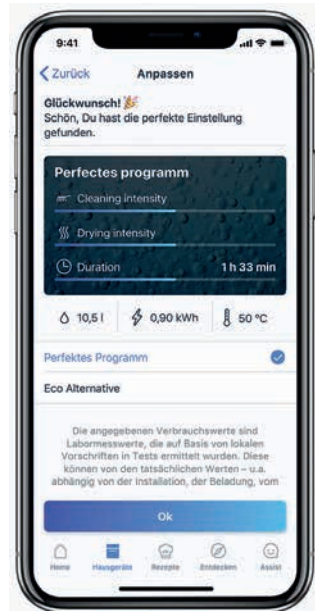 9:41
Zurück
Anpassen
Glückwunsch! 🎉
Schön, Du hast die perfekte Einstellung
gefunden.
Perfectes programm
Cleaning intensity
Drying intensity
Duration 1 h 33 min
10,5 l 0,90 kWh 50 °C
Perfektes Programm
Eco Alternative
Die angegebenen Verbrauchswerte sind
Labormesswerte, die auf Basis von lokalen
Vorschriften in Tests ermittelt wurden. Diese
können von den tatsächlichen Werten – u.a.
abhängig von der Installation, der Beladung, vom
Ok
Home Hausgeräte Rezepte Entdecken Assist